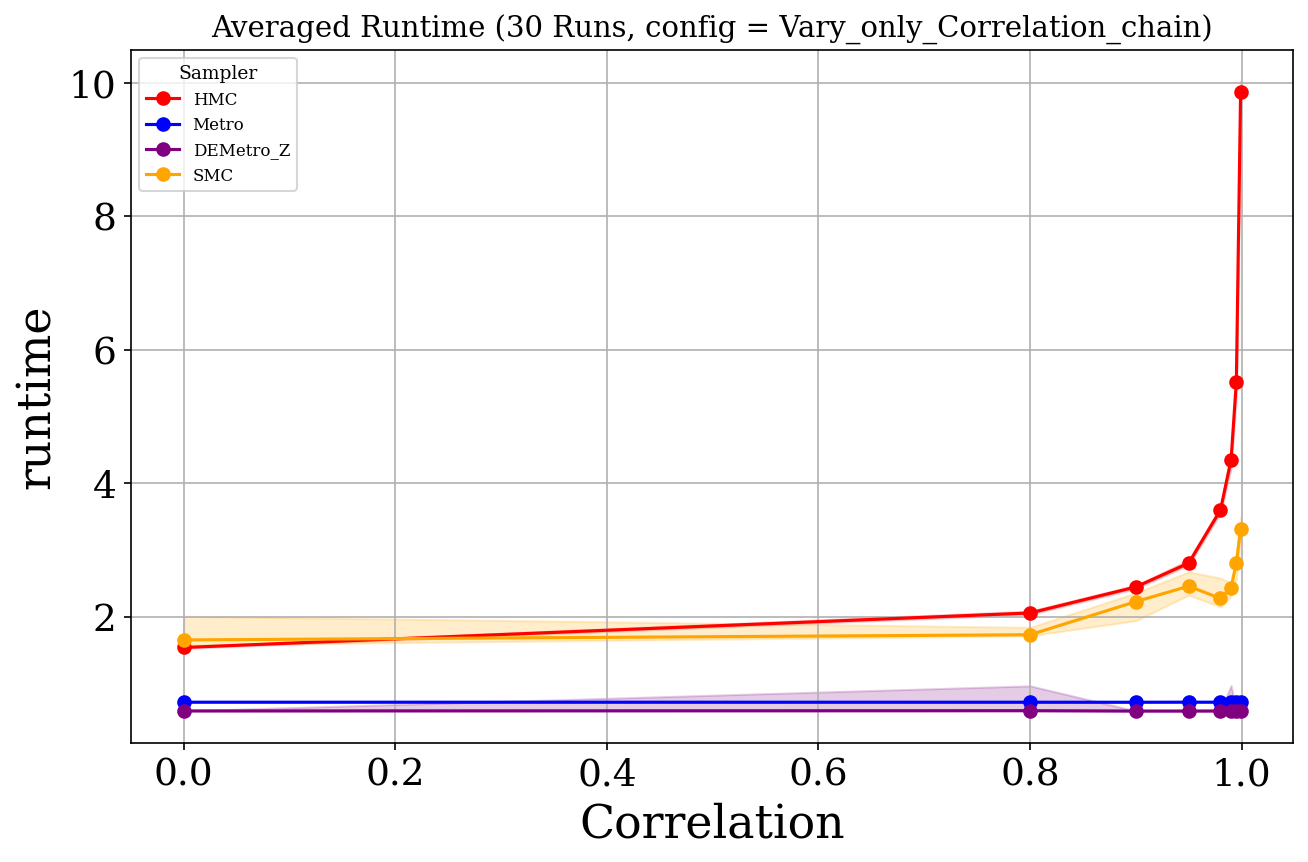 Averaged Runtime (30 Runs, config = Vary_only_Correlation_chain)
Sampler
HMC
Metro
DEMetro_Z
SMC
runtime
10
8
6
4
2
0.0 0.2 0.4 0.6 0.8 1.0
Correlation